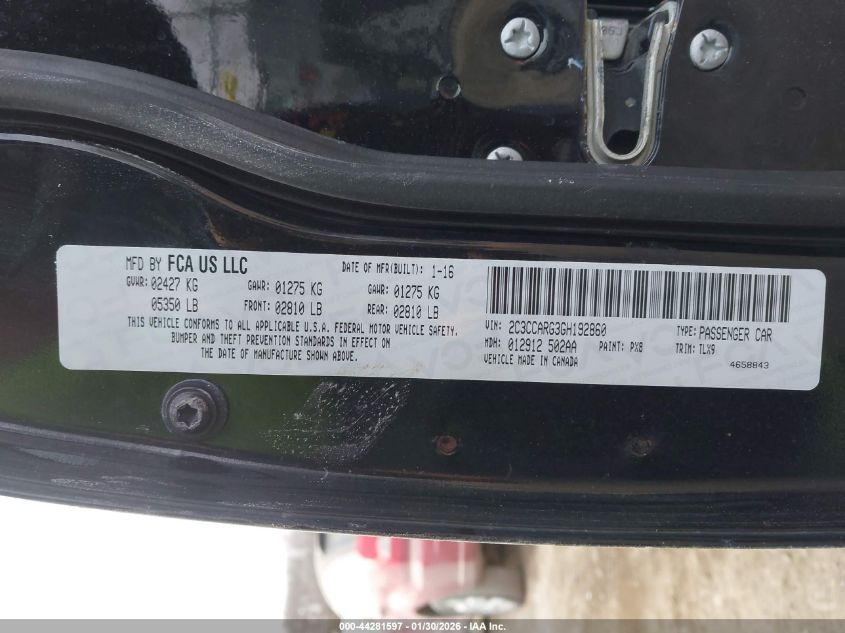 MFD BY FCA US LLC DATE OF MFR(BUILT): 1-16
GVWR: 02427 KG GAWR: 01275 KG GAWR: 01275 KG
05350 LB FRONT: 02810 LB REAR: 02810 LB
THIS VEHICLE CONFORMS TO ALL APPLICABLE U.S.A. FEDERAL MOTOR VEHICLE SAFETY,
BUMPER AND THEFT PREVENTION STANDARDS IN EFFECT ON
THE DATE OF MANUFACTURE SHOWN ABOVE.
VIN: 2C3CCARG3GH192860 TYPE: PASSENGER CAR
MDH: 012912 502AA PAINT: PX8 TRIM: TLX9
VEHICLE MADE IN CANADA 4658843
000-44281597 - 01/30/2026 - IAA Inc.